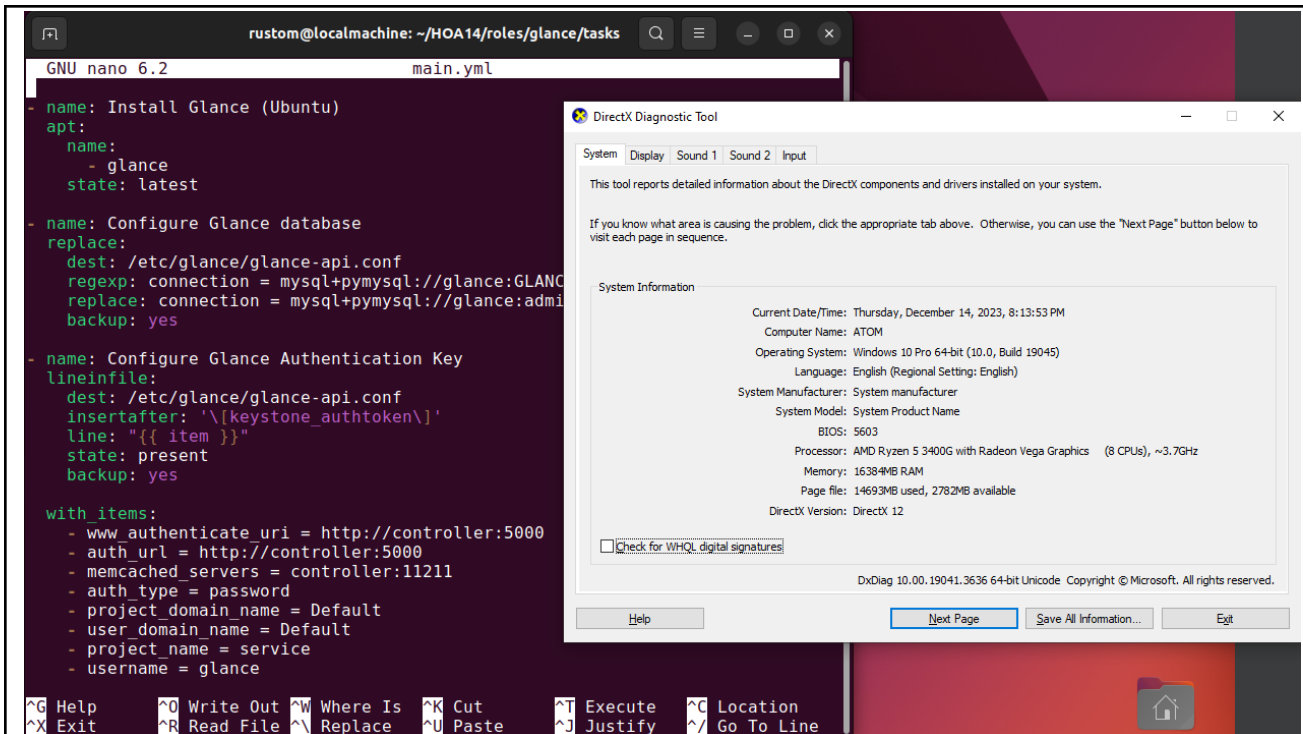 rustom@localmachine: ~/HOA14/roles/glance/tasks
GNU nano 6.2 main.yml
- name: Install Glance (Ubuntu)
apt:
name:
- glance
state: latest
- name: Configure Glance database
replace:
dest: /etc/glance/glance-api.conf
regexp: connection = mysql+pymysql://glance:GLANC
replace: connection = mysql+pymysql://glance:admi
backup: yes
- name: Configure Glance Authentication Key
lineinfile:
dest: /etc/glance/glance-api.conf
insertafter: '\[keystone_authtoken\]'
line: "{{ item }}"
state: present
backup: yes
with_items:
- www_authenticate_uri = http://controller:5000
- auth_url = http://controller:5000
- memcached_servers = controller:11211
- auth_type = password
- project_domain_name = Default
- user_domain_name = Default
- project_name = service
- username = glance
^G Help ^O Write Out ^W Where Is ^K Cut ^T Execute ^C Location
^X Exit ^R Read File ^\ Replace ^U Paste ^J Justify ^/ Go To Line
DirectX Diagnostic Tool
System Display Sound 1 Sound 2 Input
This tool reports detailed information about the DirectX components and drivers installed on your system.
If you know what area is causing the problem, click the appropriate tab above. Otherwise, you can use the "Next Page" button below to
visit each page in sequence.
System Information
Current Date/Time: Thursday, December 14, 2023, 8:13:53 PM
Computer Name: ATOM
Operating System: Windows 10 Pro 64-bit (10.0, Build 19045)
Language: English (Regional Setting: English)
System Manufacturer: System manufacturer
System Model: System Product Name
BIOS: 5603
Processor: AMD Ryzen 5 3400G with Radeon Vega Graphics (8 CPUs), ~3.7GHz
Memory: 16384MB RAM
Page file: 14693MB used, 2782MB available
DirectX Version: DirectX 12
Check for WHQL digital signatures
DxDiag 10.00.19041.3636 64-bit Unicode Copyright © Microsoft. All rights reserved.
Help Next Page Save All Information... Exit